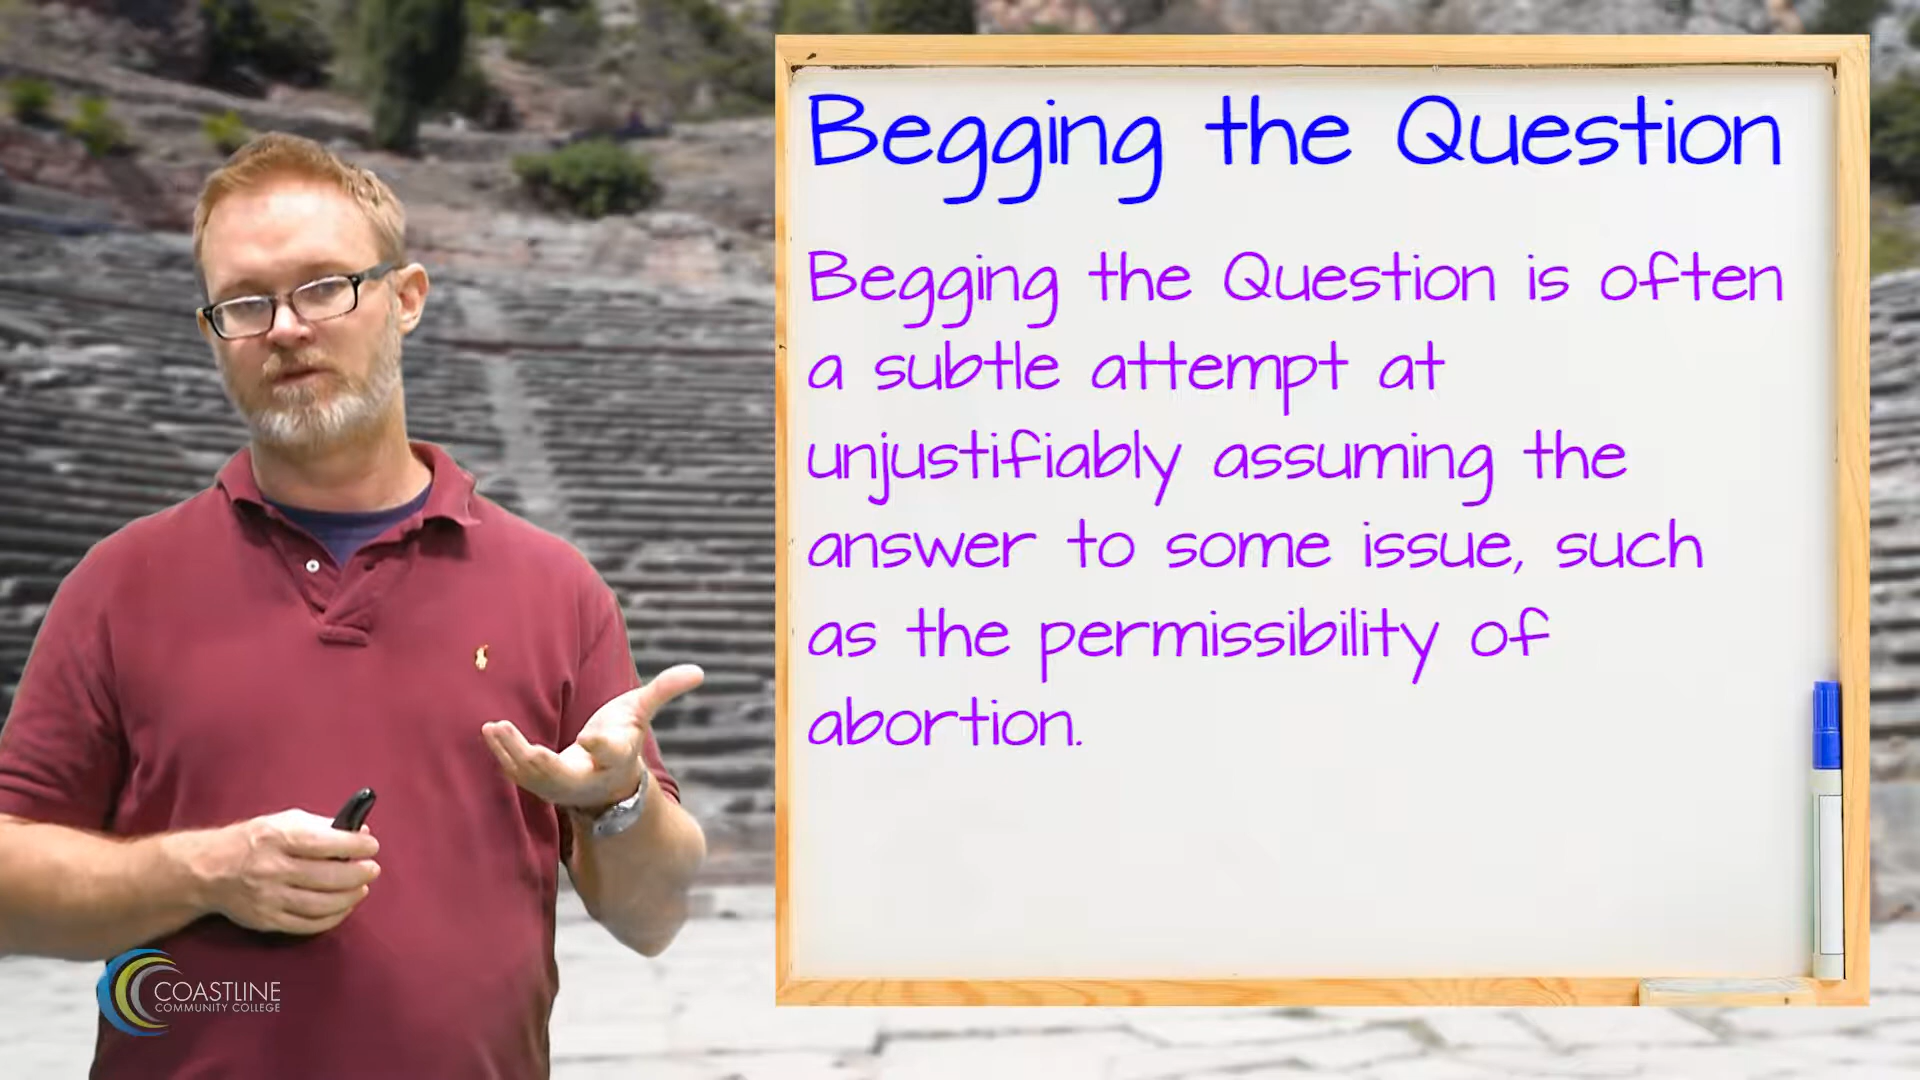 Begging the Question
Begging the Question is often
a subtle attempt at
unjustifiably assuming the
answer to some issue, such
as the permissibility of
abortion.
COASTLINE
COMMUNITY COLLEGE